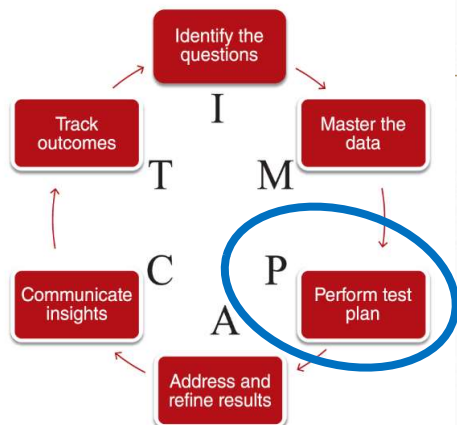 Identify the
questions
I
Track
outcomes
Master the
data
T
M
C
P
Communicate
insights
Perform test
plan
A
Address and
refine results